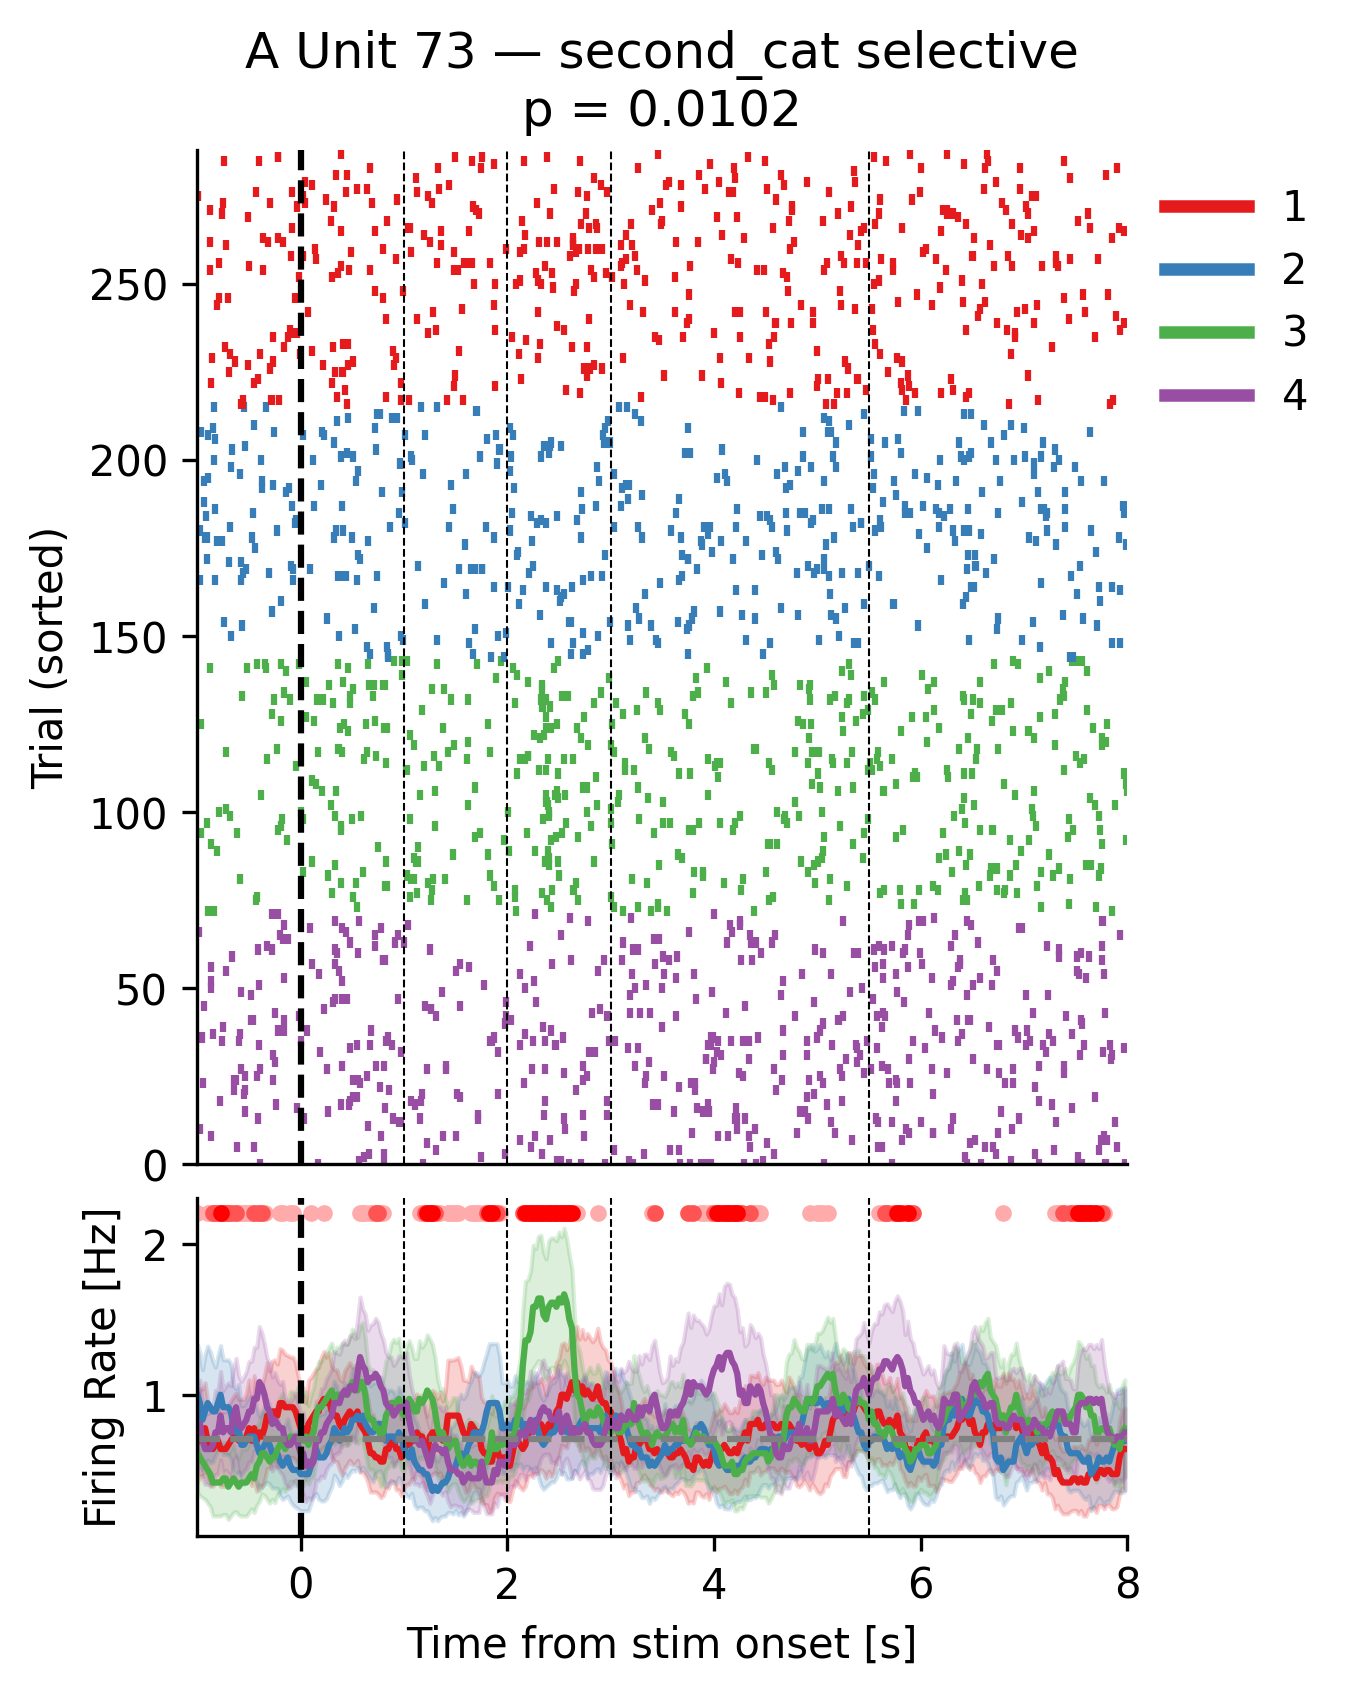 A Unit 73 — second_cat selective
p = 0.0102
1
2
3
4
250
200
150
100
50
0
Trial (sorted)
2
1
Firing Rate [Hz]
0 2 4 6 8
Time from stim onset [s]